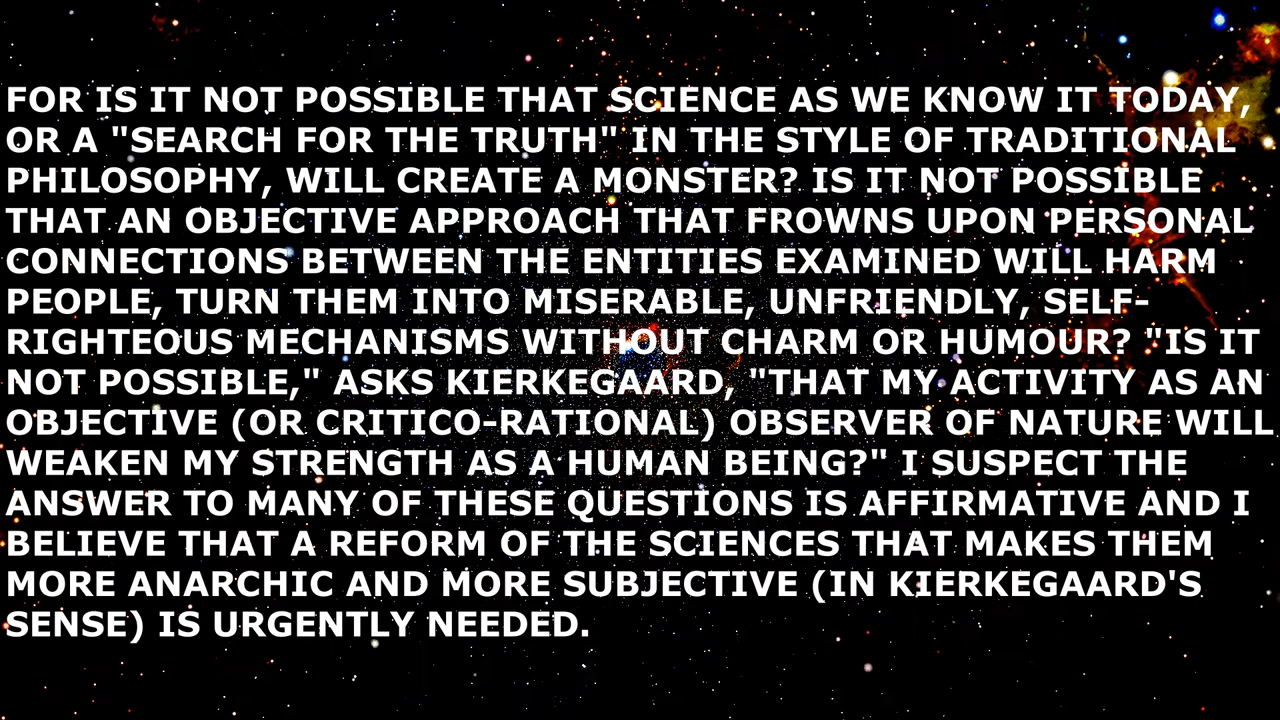 FOR IS IT NOT POSSIBLE THAT SCIENCE AS WE KNOW IT TODAY,
OR A "SEARCH FOR THE TRUTH" IN THE STYLE OF TRADITIONAL
PHILOSOPHY, WILL CREATE A MONSTER? IS IT NOT POSSIBLE
THAT AN OBJECTIVE APPROACH THAT FROWNS UPON PERSONAL
CONNECTIONS BETWEEN THE ENTITIES EXAMINED WILL HARM
PEOPLE, TURN THEM INTO MISERABLE, UNFRIENDLY, SELF-
RIGHTEOUS MECHANISMS WITHOUT CHARM OR HUMOUR? "IS IT
NOT POSSIBLE," ASKS KIERKEGAARD, "THAT MY ACTIVITY AS AN
OBJECTIVE (OR CRITICO-RATIONAL) OBSERVER OF NATURE WILL
WEAKEN MY STRENGTH AS A HUMAN BEING?" I SUSPECT THE
ANSWER TO MANY OF THESE QUESTIONS IS AFFIRMATIVE AND I
BELIEVE THAT A REFORM OF THE SCIENCES THAT MAKES THEM
MORE ANARCHIC AND MORE SUBJECTIVE (IN KIERKEGAARD'S
SENSE) IS URGENTLY NEEDED.